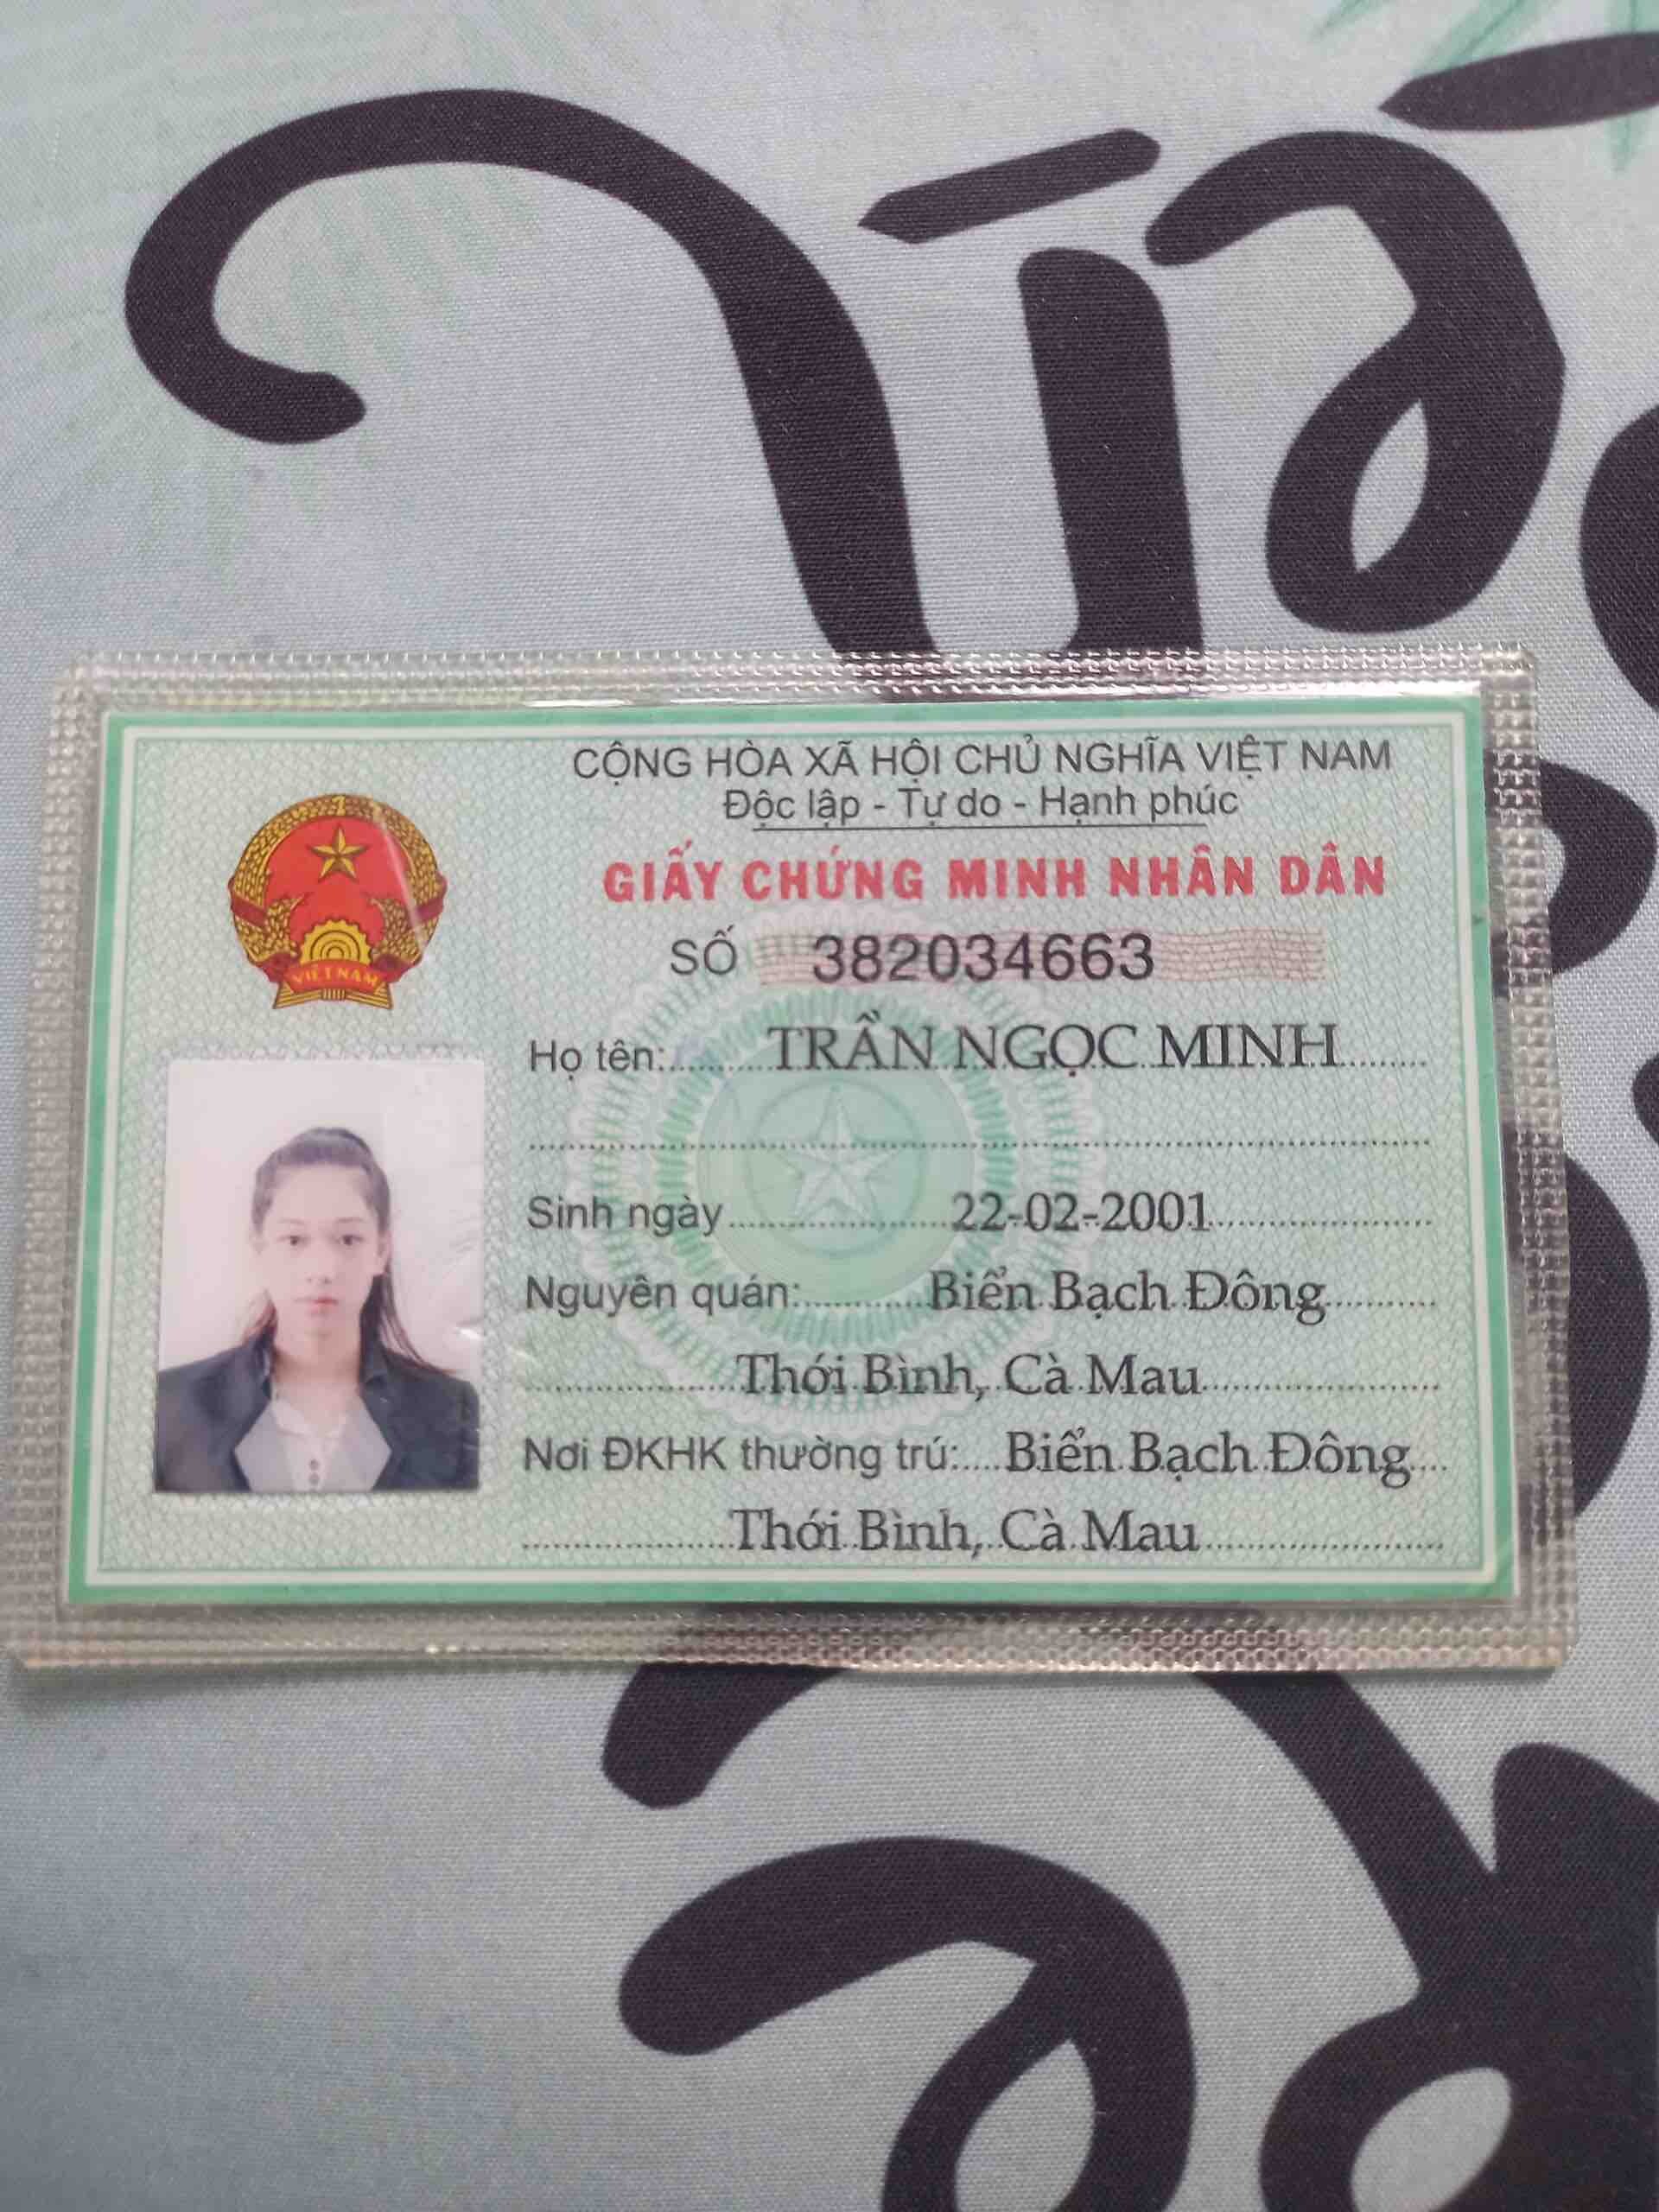 CỘNG HÒA XÃ HỘI CHỦ NGHĨA VIỆT NAM
Độc lập - Tự do - Hạnh phúc
GIẤY CHỨNG MINH NHÂN DÂN
SỐ 382034663
VIỆT NAM
Họ tên: TRẦN NGỌC MINH
Sinh ngày 22-02-2001
Nguyên quán: Biển Bạch Đông
Thới Bình, Cà Mau
Nơi ĐKHK thường trú: Biển Bạch Đông
Thới Bình, Cà Mau